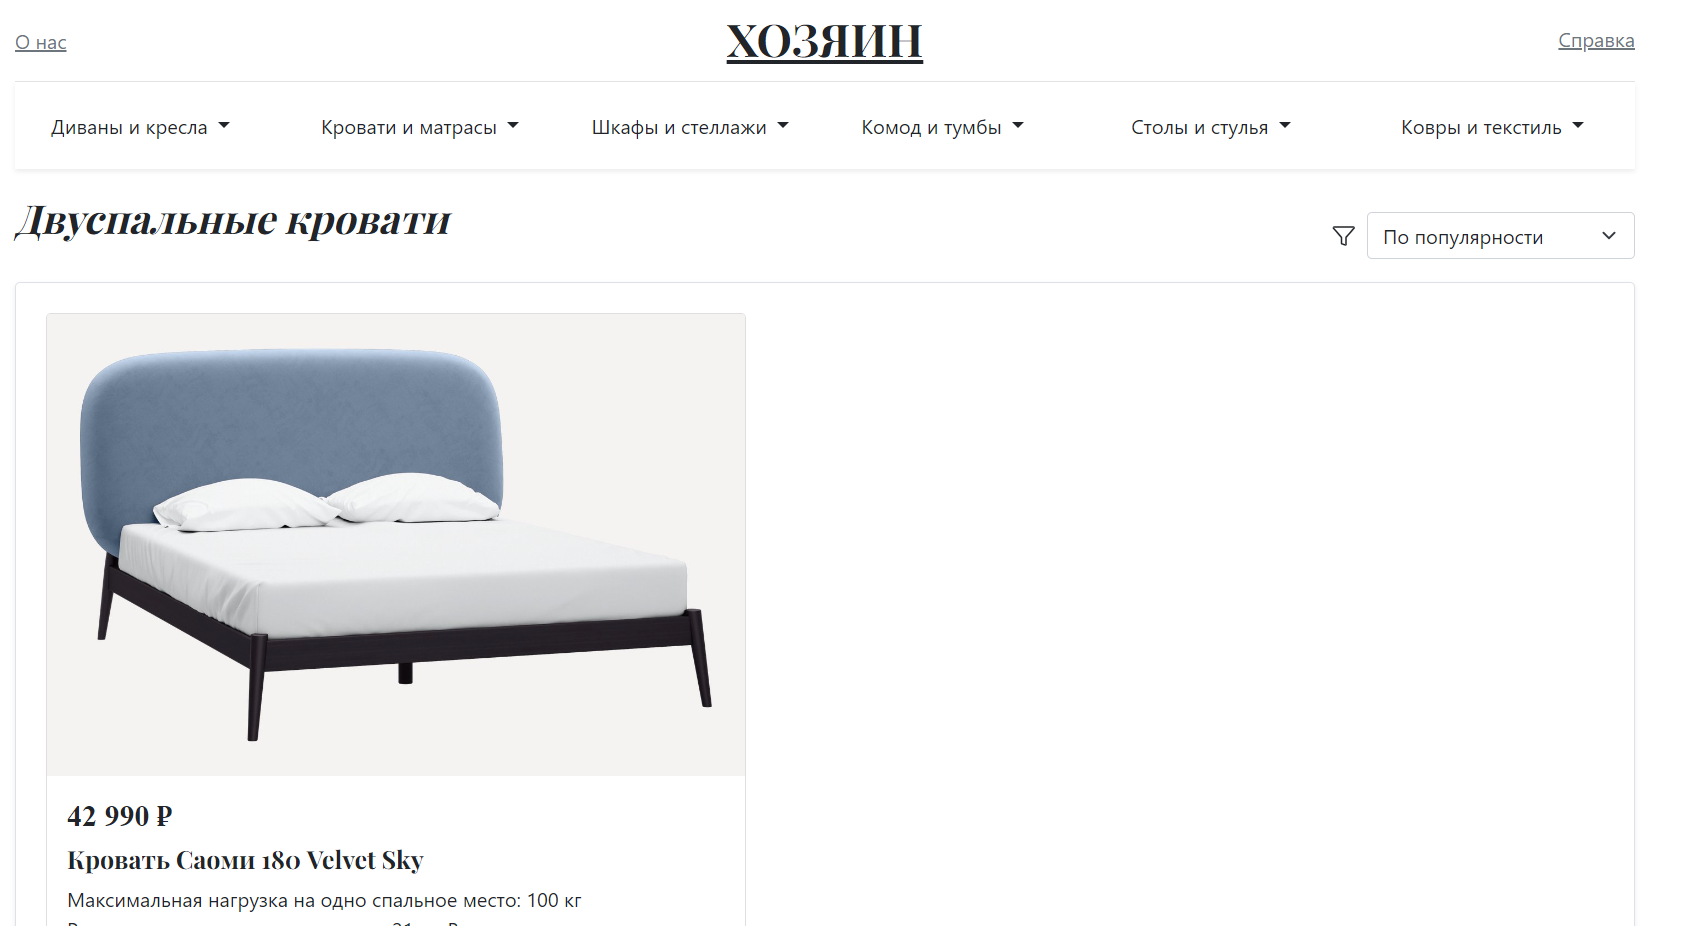 О нас
ХОЗЯИН
Справка
Диваны и кресла
Кровати и матрасы
Шкафы и стеллажи
Комод и тумбы
Столы и стулья
Ковры и текстиль
Двуспальные кровати
По популярности
42 990 ₽
Кровать Саоми 180 Velvet Sky
Максимальная нагрузка на одно спальное место: 100 кг